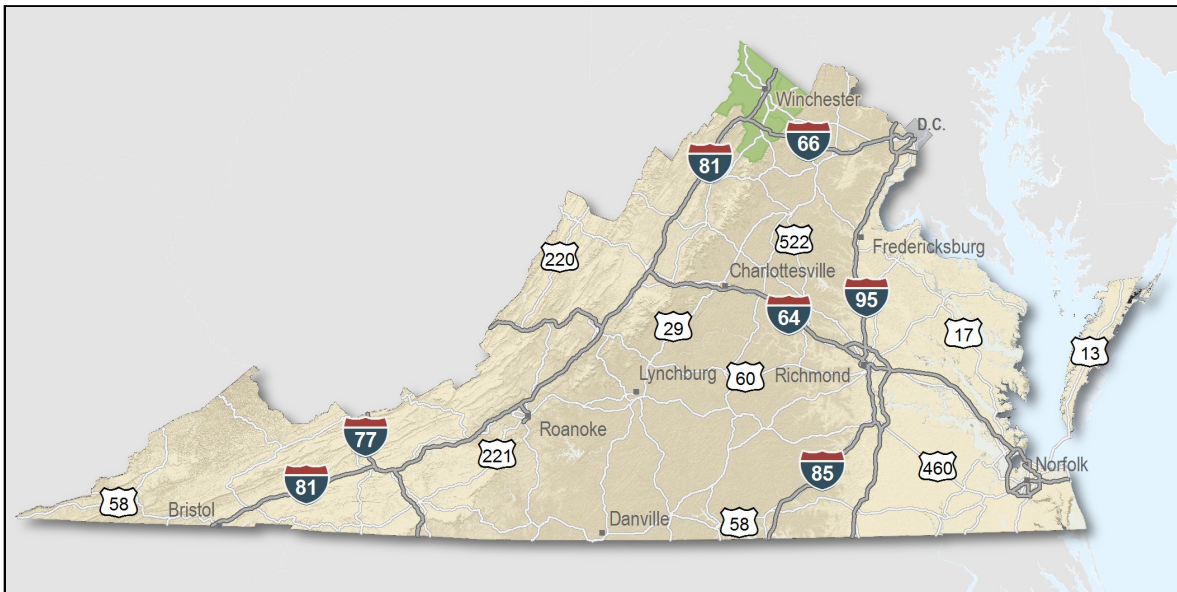 Winchester
D.C.
66
81
522
Fredericksburg
220
Charlottesville
95
64
29
17
13
60
Richmond
Lynchburg
77
Roanoke
221
85
460
Norfolk
81
58
Bristol
Danville
58